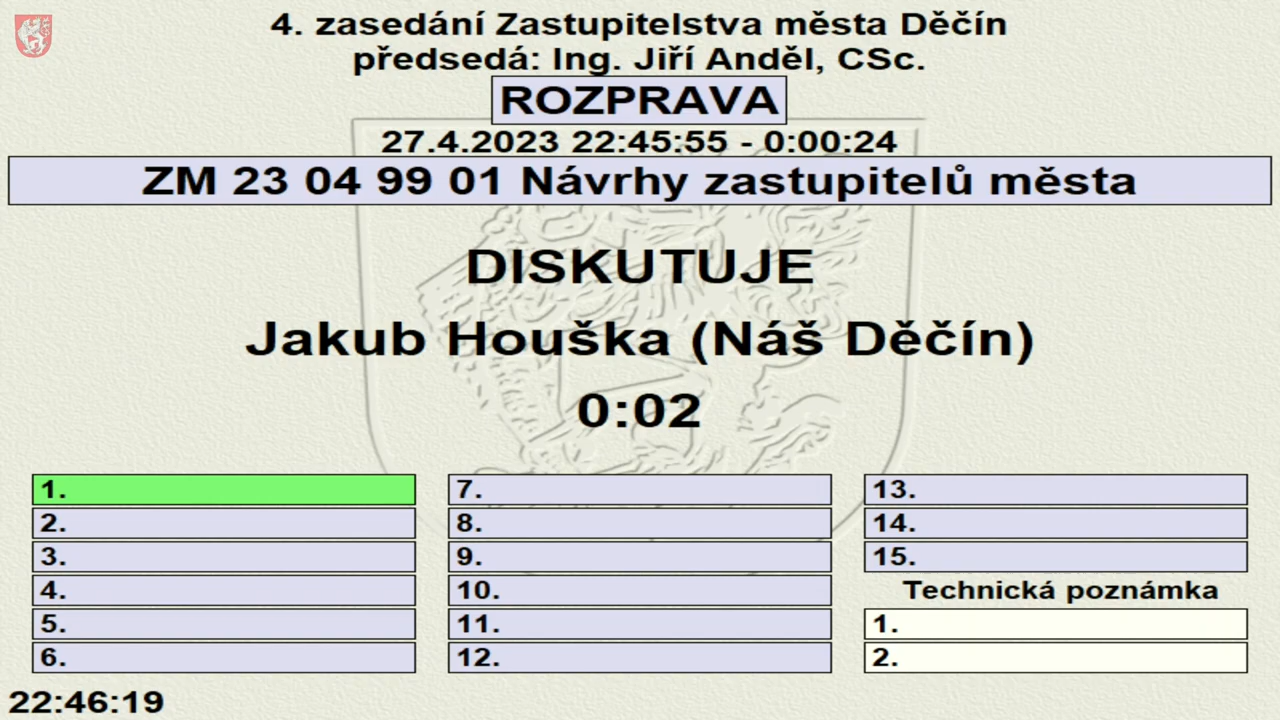 4. zasedání Zastupitelstva města Děčín
předsedá: Ing. Jiří Anděl, CSc.
ROZPRAVA
27.4.2023 22:45:55 - 0:00:24
ZM 23 04 99 01 Návrhy zastupitelů města
DISKUTUJE
Jakub Houška (Náš Děčín)
0:02
1.
2.
3.
4.
5.
6.
7.
8.
9.
10.
11.
12.
13.
14.
15.
Technická poznámka
1.
2.
22:46:19